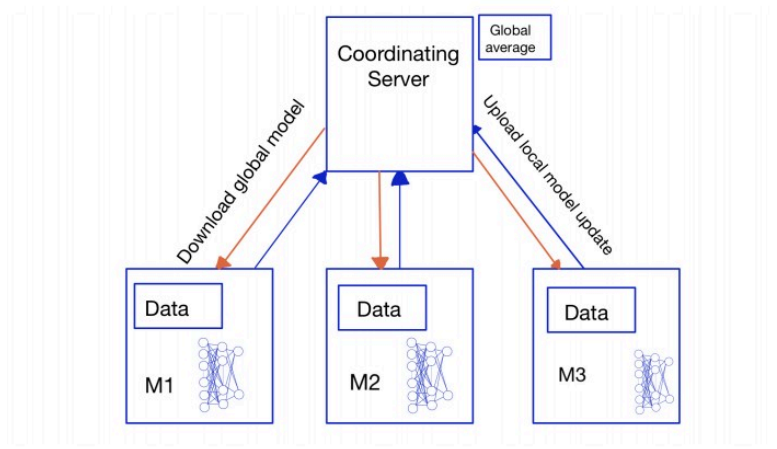 Coordinating
Server
Global
average
Download global model
Upload local model update
Data
M1
Data
M2
Data
M3